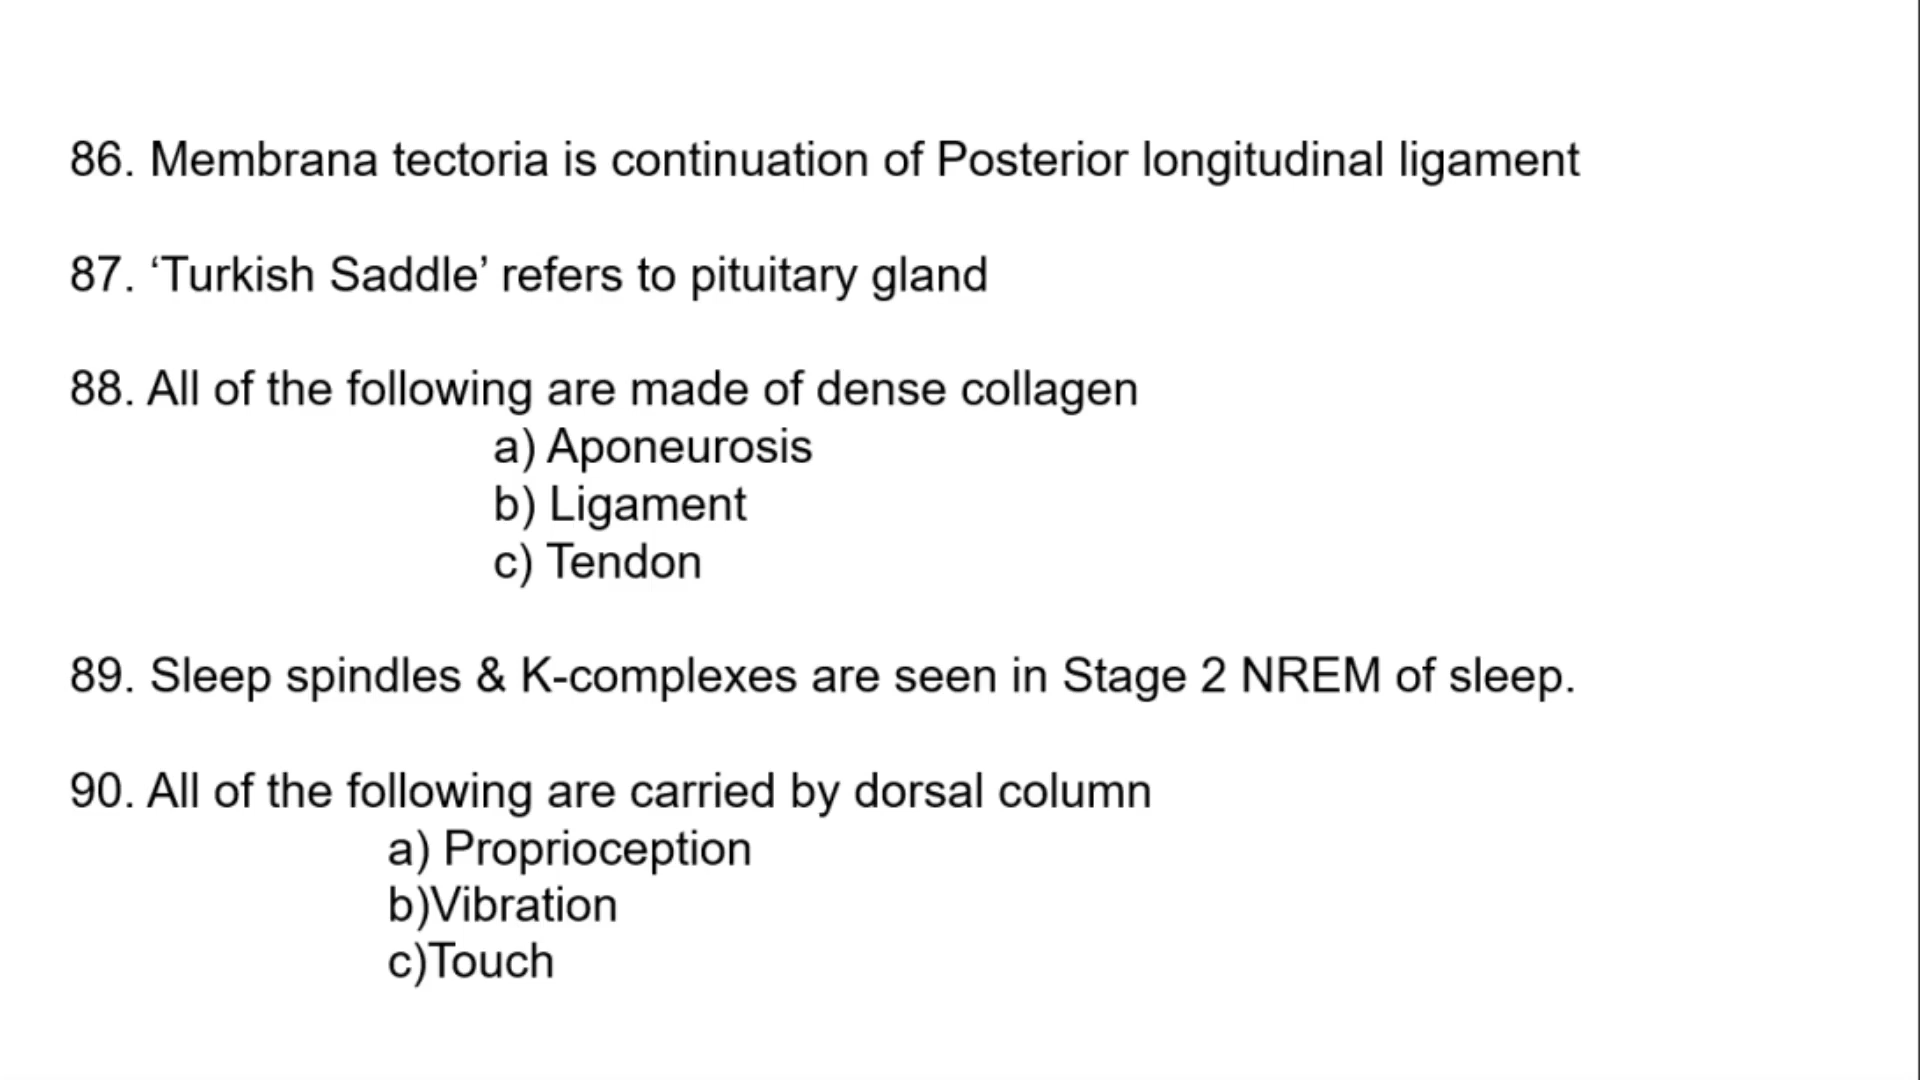 86. Membrana tectoria is continuation of Posterior longitudinal ligament
87. ‘Turkish Saddle’ refers to pituitary gland
88. All of the following are made of dense collagen
a) Aponeurosis
b) Ligament
c) Tendon
89. Sleep spindles & K-complexes are seen in Stage 2 NREM of sleep.
90. All of the following are carried by dorsal column
a) Proprioception
b)Vibration
c)Touch